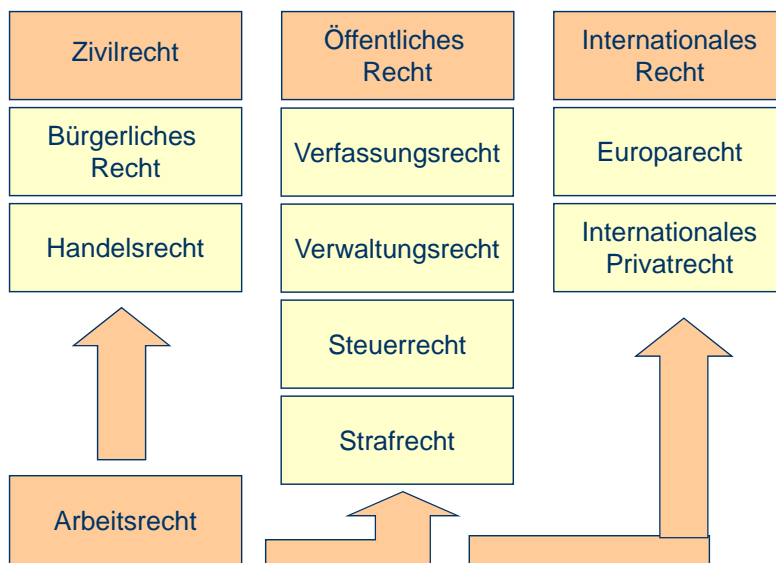 Zivilrecht
Bürgerliches
Recht
Handelsrecht
Arbeitsrecht
Öffentliches
Recht
Verfassungsrecht
Verwaltungsrecht
Steuerrecht
Strafrecht
Internationales
Recht
Europarecht
Internationales
Privatrecht